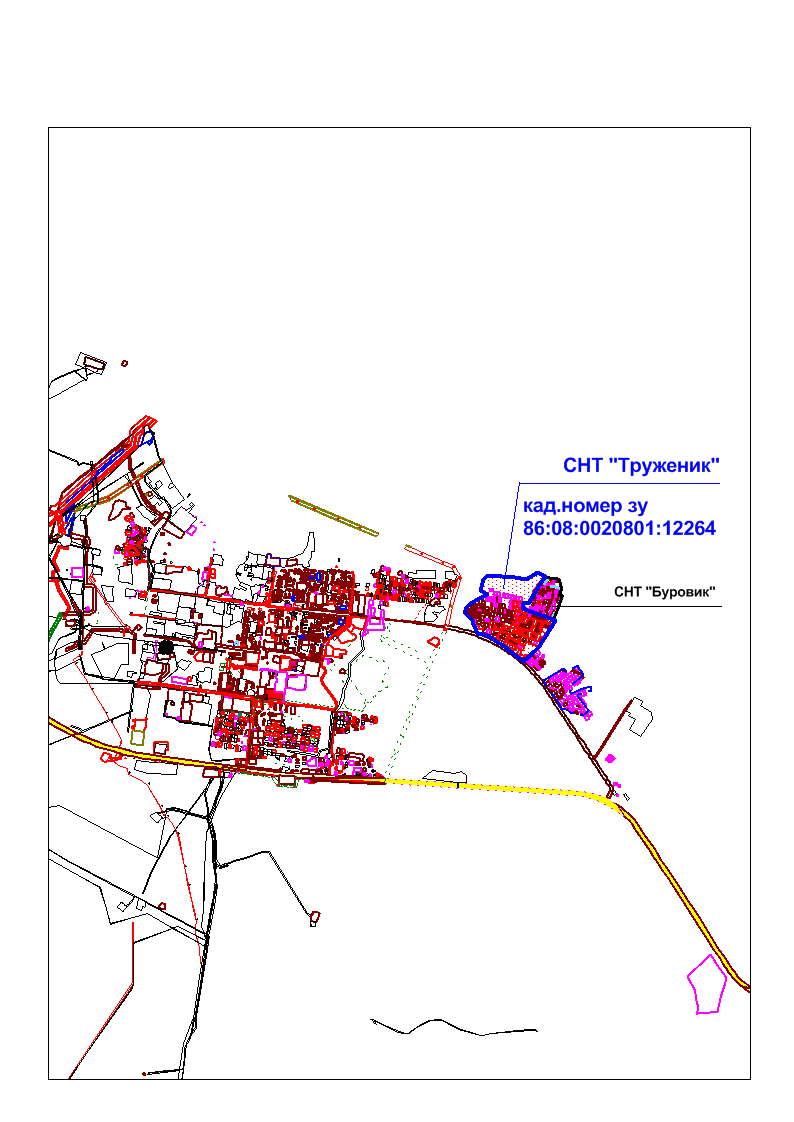 СНТ "Труженик"
кад.номер зу
86:08:0020801:12264
СНТ "Буровик"